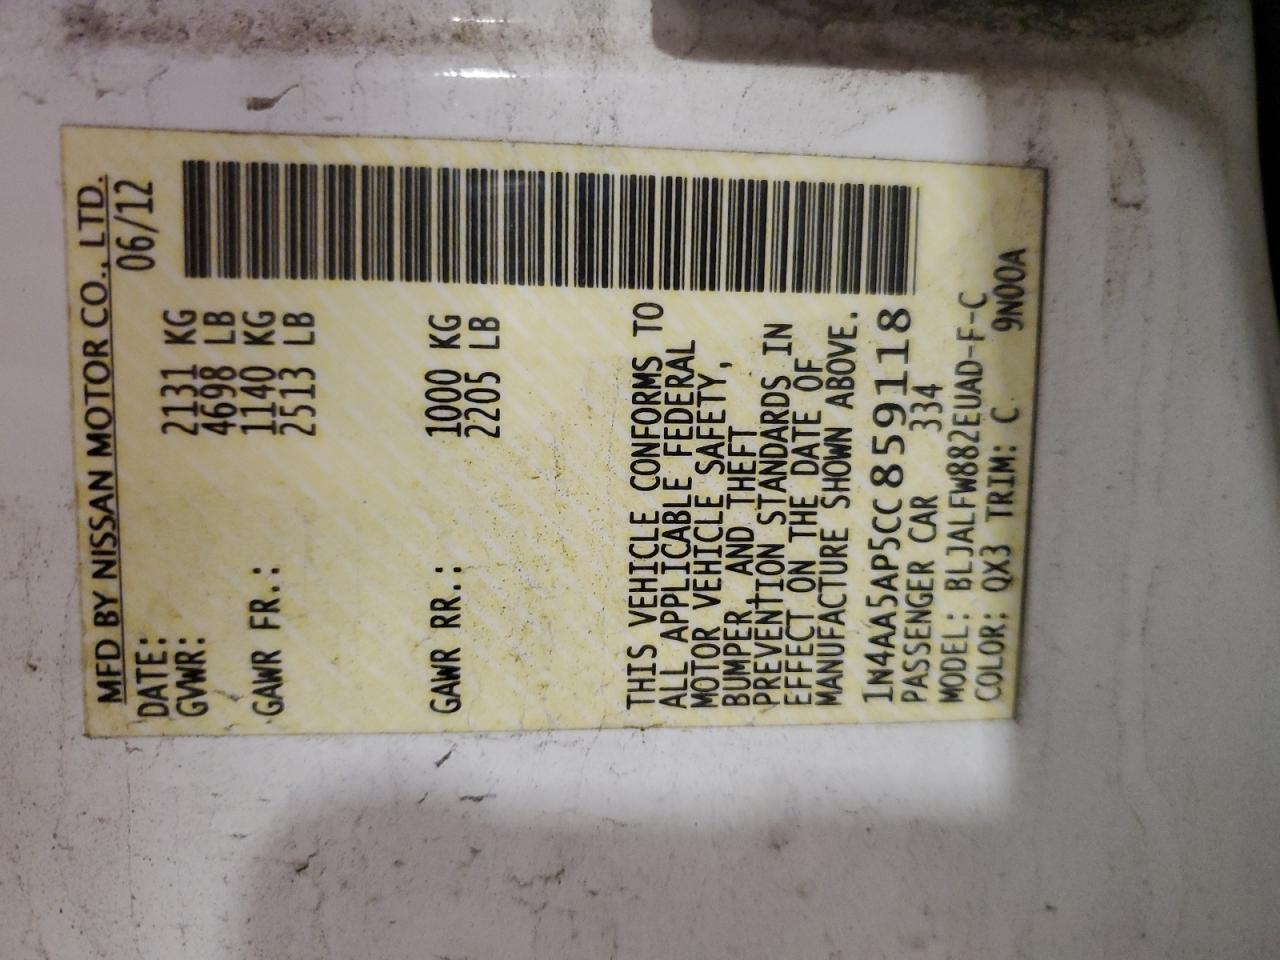 MFD BY NISSAN MOTOR CO., LTD.
DATE: 06/12
GVWR: 2131 KG
4698 LB
GAWR FR.: 1140 KG
2513 LB
GAWR RR.: 1000 KG
2205 LB
THIS VEHICLE CONFORMS TO
ALL APPLICABLE FEDERAL
MOTOR VEHICLE SAFETY,
BUMPER, AND THEFT
PREVENTION STANDARDS IN
EFFECT ON THE DATE OF
MANUFACTURE SHOWN ABOVE.
1N4AA5AP5CC859118
PASSENGER CAR 334
MODEL: BLJALFW882EUAD-F-C
COLOR: QX3 TRIM: C 9N00A